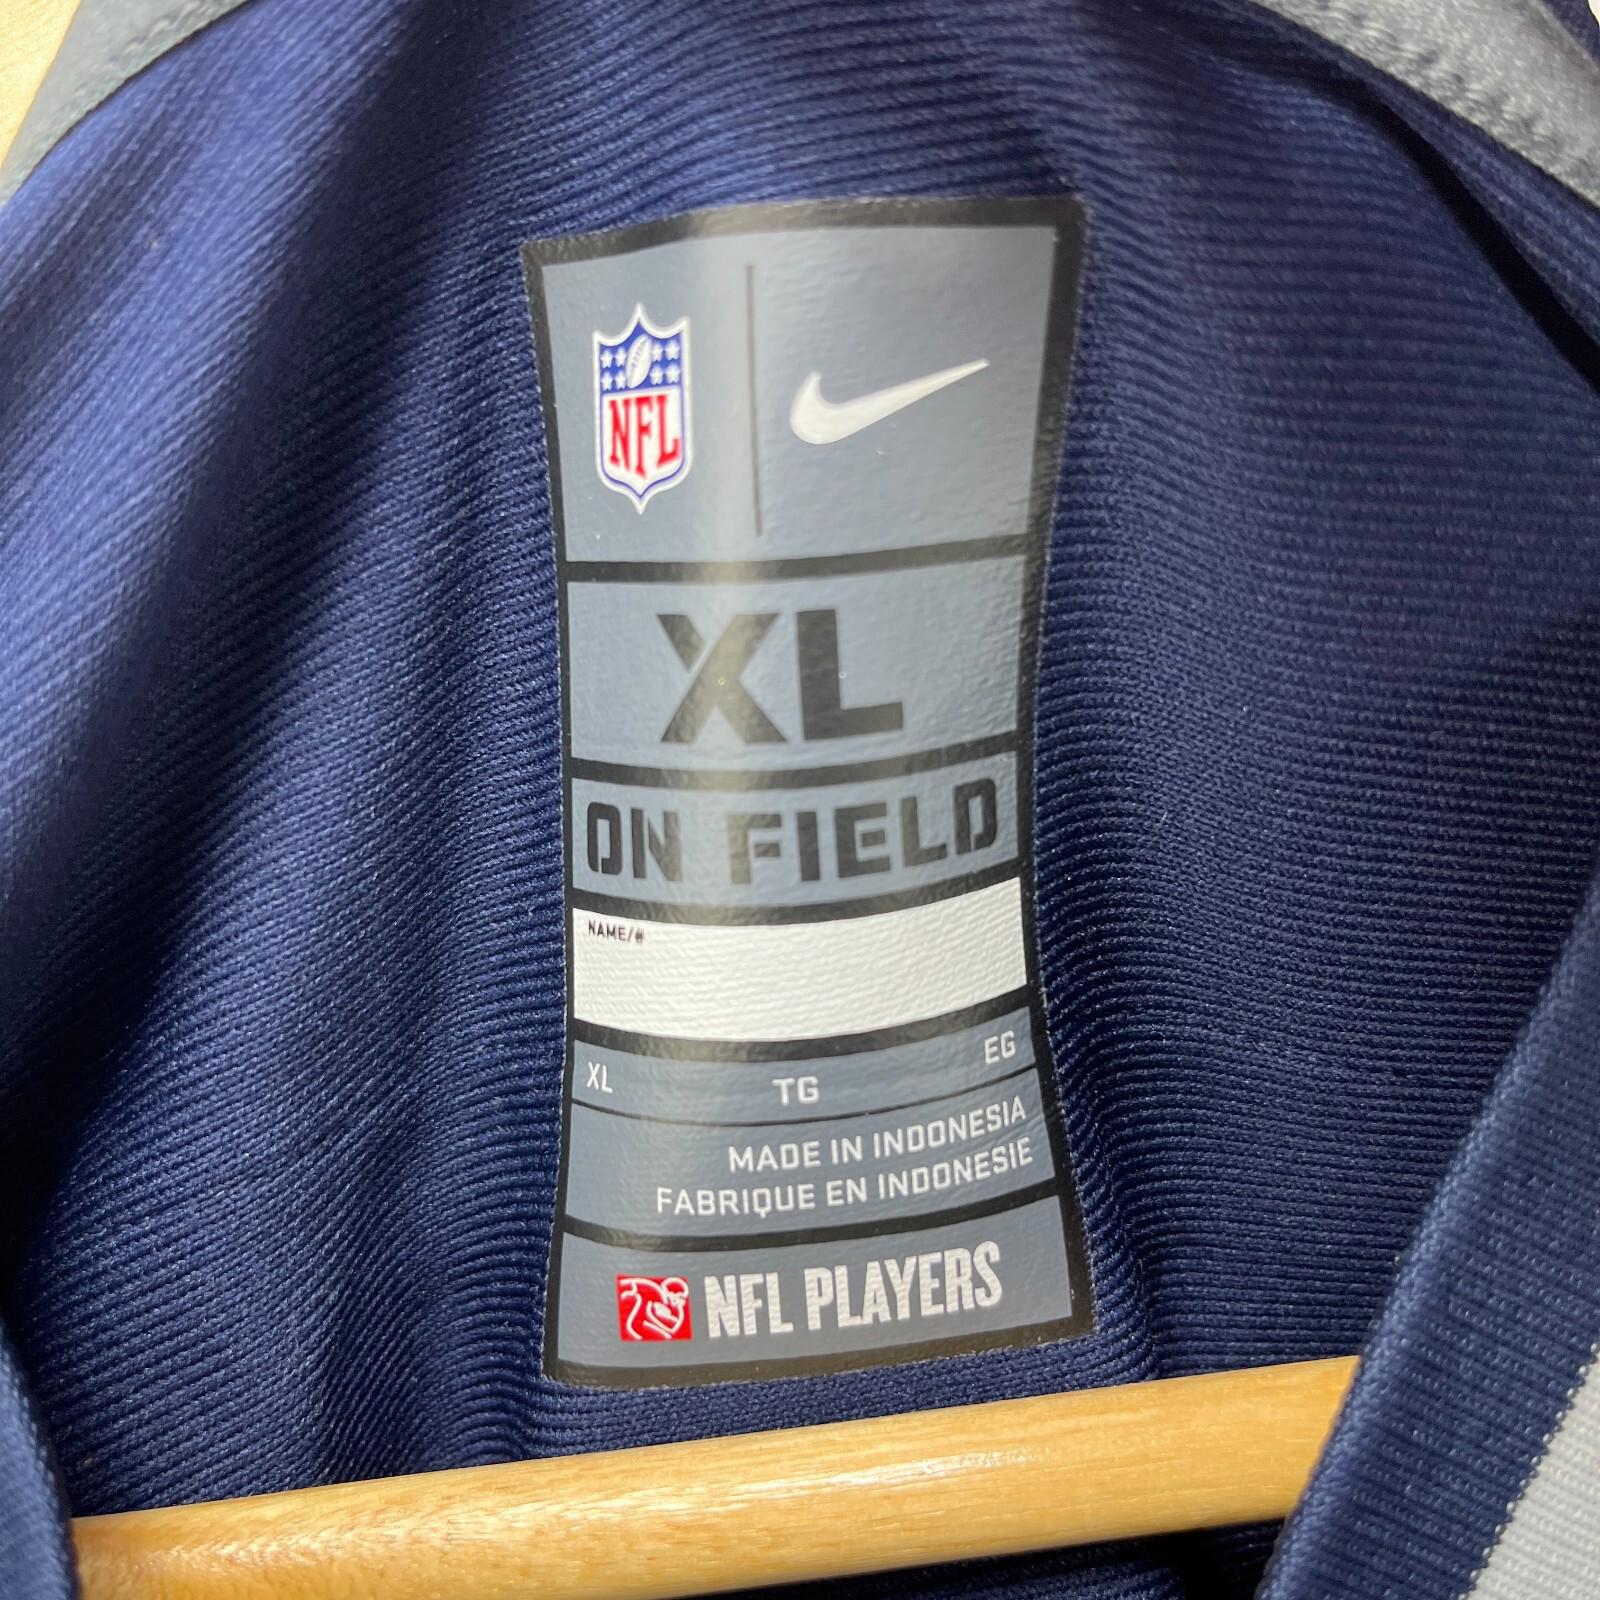 NFL
XL
ON FIELD
NAME/#
XL TG EG
MADE IN INDONESIA
FABRIQUE EN INDONESIE
NFL PLAYERS